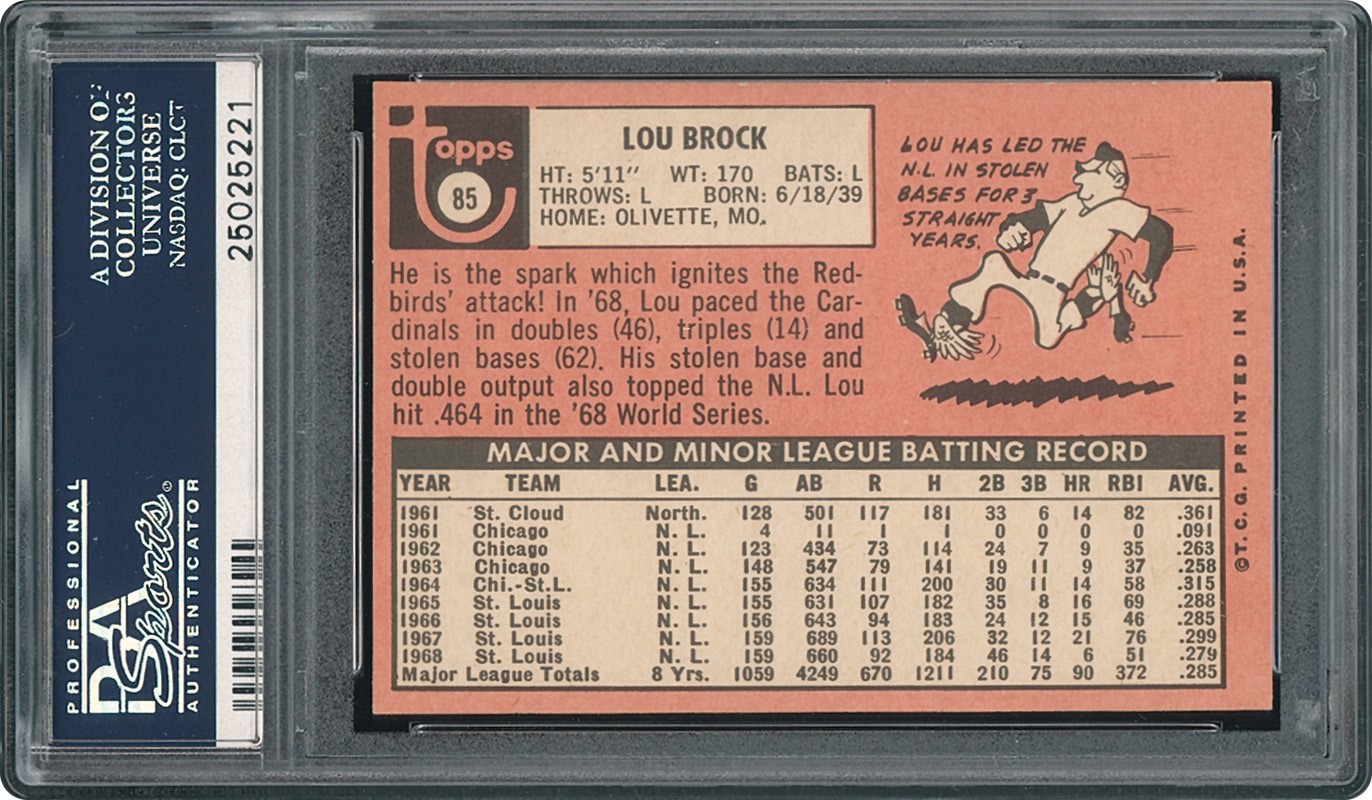 A DIVISION OF
COLLECTORS
UNIVERSE
NASDAQ: CLCT
25025221
PROFESSIONAL
PSA
Sports®
AUTHENTICATOR
topps
85
LOU BROCK
HT: 5'11" WT: 170 BATS: L
THROWS: L BORN: 6/18/39
HOME: OLIVETTE, MO.
LOU HAS LED THE
N.L. IN STOLEN
BASES FOR 3
STRAIGHT
YEARS.
He is the spark which ignites the Red-
birds' attack! In '68, Lou paced the Car-
dinals in doubles (46), triples (14) and
stolen bases (62). His stolen base and
double output also topped the N.L. Lou
hit .464 in the '68 World Series.
MAJOR AND MINOR LEAGUE BATTING RECORD
YEAR TEAM LEA. G AB R H 2B 3B HR RBI AVG.
1961 St. Cloud North. 128 501 117 181 33 6 14 82 .361
1961 Chicago N. L. 4 11 1 1 0 0 0 0 .091
1962 Chicago N. L. 123 434 73 114 24 7 9 35 .263
1963 Chicago N. L. 148 547 79 141 19 11 9 37 .258
1964 Chi.-St.L. N. L. 155 634 111 200 30 11 14 58 .315
1965 St. Louis N. L. 155 631 107 182 35 8 16 69 .288
1966 St. Louis N. L. 156 643 94 183 24 12 15 46 .285
1967 St. Louis N. L. 159 689 113 206 32 12 21 76 .299
1968 St. Louis N. L. 159 660 92 184 46 14 6 51 .279
Major League Totals 8 Yrs. 1059 4249 670 1211 210 75 90 372 .285
©T. C. G. PRINTED IN U.S.A.